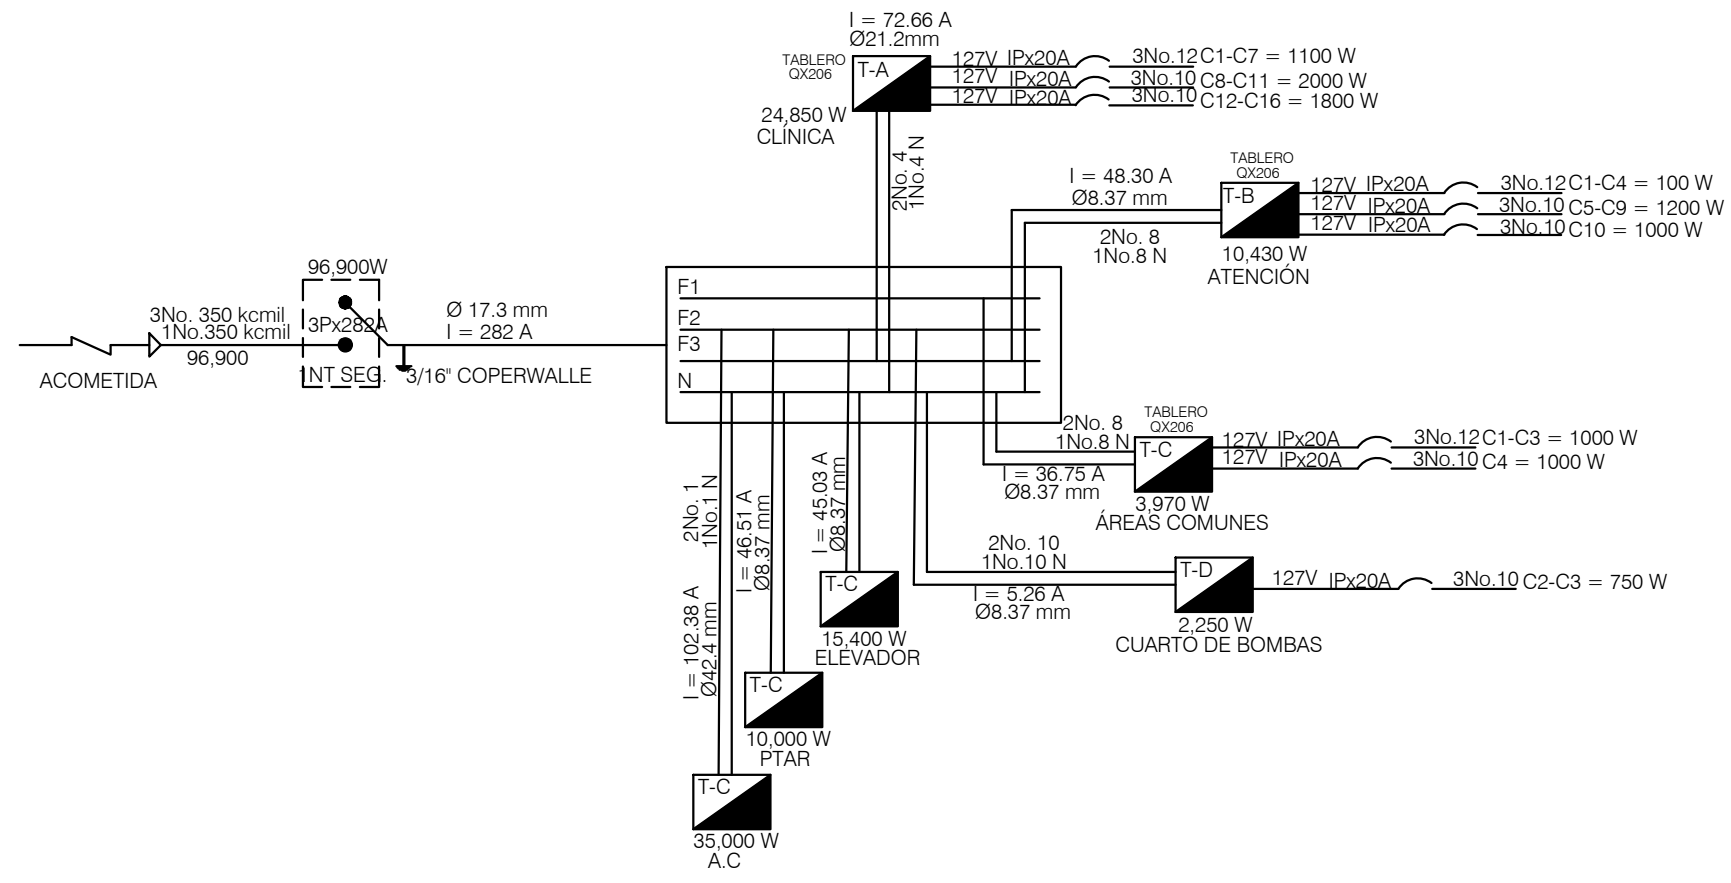 I = 72.66 A
Ø21.2mm
TABLERO
QX206
T-A
24,850 W
CLÍNICA
127V IPx20A 3No.12 C1-C7 = 1100 W
127V IPx20A 3No.10 C8-C11 = 2000 W
127V IPx20A 3No.10 C12-C16 = 1800 W
2No. 4
1No.4 N
I = 48.30 A
Ø8.37 mm
2No. 8
1No.8 N
TABLERO
QX206
T-B
10,430 W
ATENCIÓN
127V IPx20A 3No.12 C1-C4 = 100 W
127V IPx20A 3No.10 C5-C9 = 1200 W
127V IPx20A 3No.10 C10 = 1000 W
96,900W
3No. 350 kcmil
1No.350 kcmil
96,900
ACOMETIDA
3Px282A
1NT SEG.
Ø 17.3 mm
I = 282 A
3/16" COPERWALLE
F1
F2
F3
N
2No. 8
1No.8 N
I = 36.75 A
Ø8.37 mm
TABLERO
QX206
T-C
3,970 W
ÁREAS COMUNES
127V IPx20A 3No.12 C1-C3 = 1000 W
127V IPx20A 3No.10 C4 = 1000 W
2No. 10
1No.10 N
I = 5.26 A
Ø8.37 mm
T-D
2,250 W
CUARTO DE BOMBAS
127V IPx20A 3No.10 C2-C3 = 750 W
I = 45.03 A
Ø8.37 mm
T-C
15,400 W
ELEVADOR
I = 46.51 A
Ø8.37 mm
T-C
10,000 W
PTAR
2No. 1
1No.1 N
I = 102.38 A
Ø42.4 mm
T-C
35,000 W
A.C